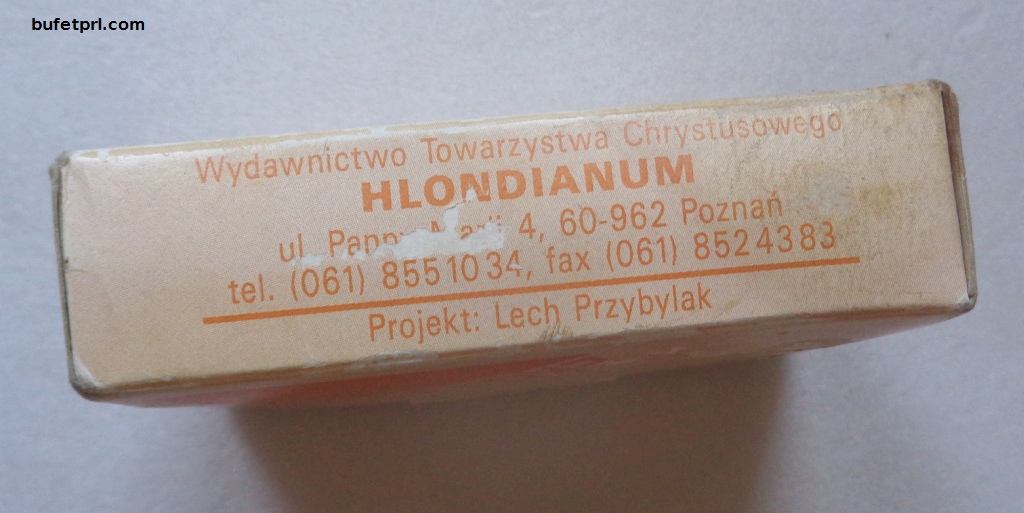 bufetprl.com
Wydawnictwo Towarzystwa Chrystusowego
HLONDIANUM
ul. Panny Marii 4, 60-962 Poznań
tel. (061) 8551034, fax (061) 8524383
Projekt: Lech Przybylak